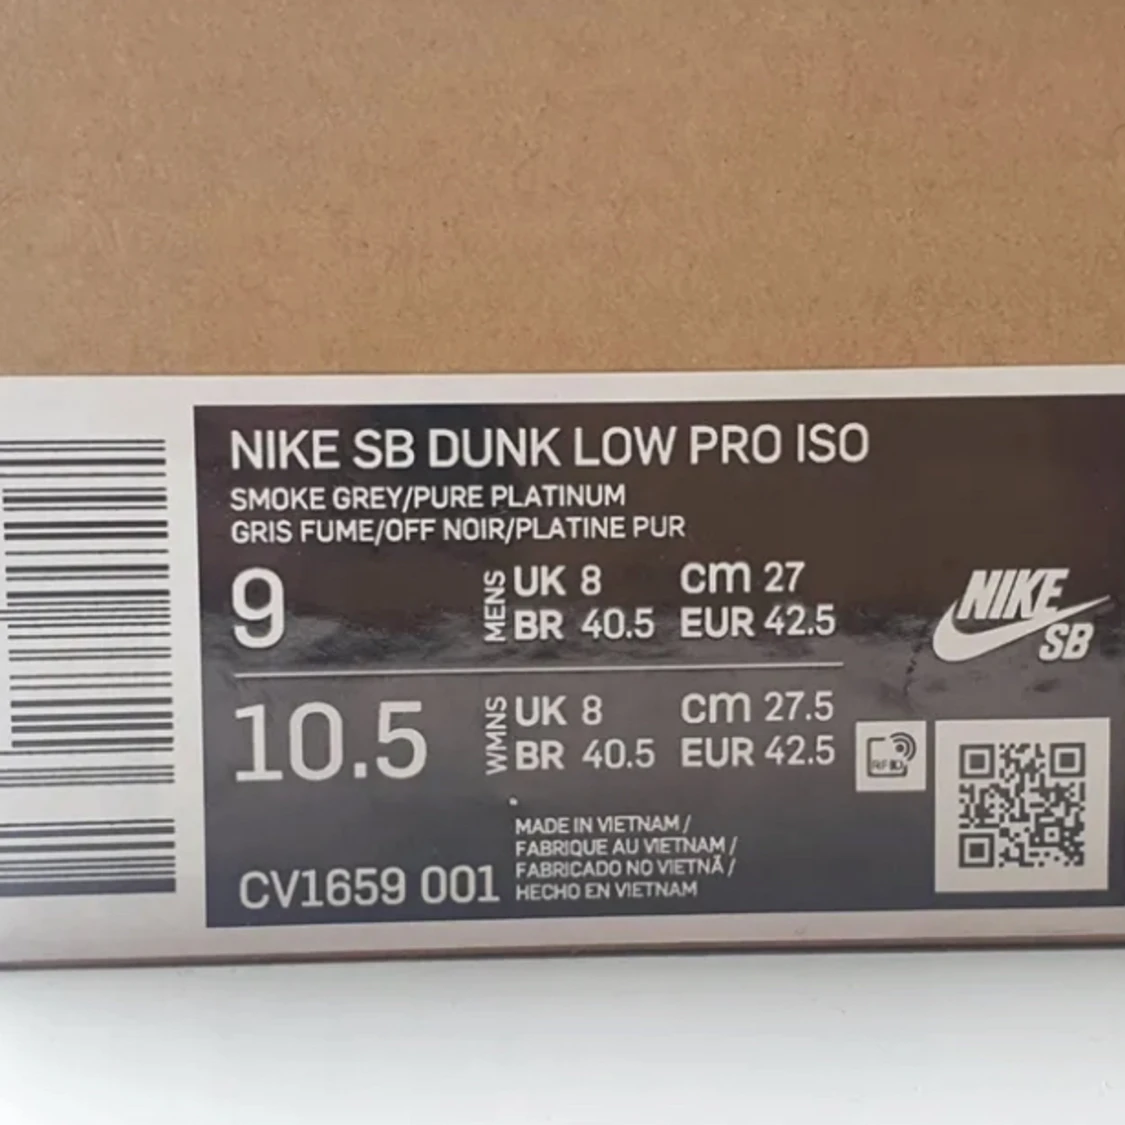 NIKE SB DUNK LOW PRO ISO
SMOKE GREY/PURE PLATINUM
GRIS FUME/OFF NOIR/PLATINE PUR
9
MENS
UK 8 cm 27
BR 40.5 EUR 42.5
10.5
WMNS
UK 8 cm 27.5
BR 40.5 EUR 42.5
CV1659 001
MADE IN VIETNAM /
FABRIQUE AU VIETNAM /
FABRICADO NO VIETNÃ /
HECHO EN VIETNAM
NIKE
SB
RFID